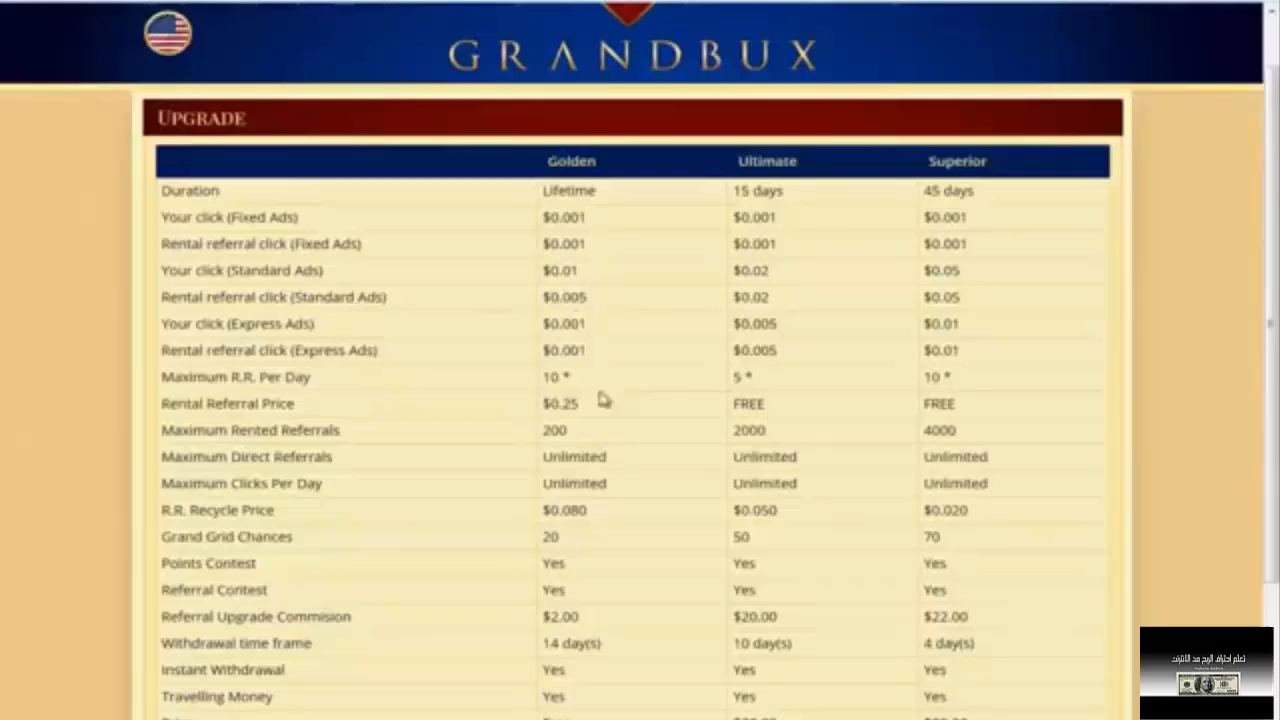 GRANDBUX
UPGRADE
Golden Ultimate Superior
Duration Lifetime 15 days 45 days
Your click (Fixed Ads) $0.001 $0.001 $0.001
Rental referral click (Fixed Ads) $0.001 $0.001 $0.001
Your click (Standard Ads) $0.01 $0.02 $0.05
Rental referral click (Standard Ads) $0.005 $0.02 $0.05
Your click (Express Ads) $0.001 $0.005 $0.01
Rental referral click (Express Ads) $0.001 $0.005 $0.01
Maximum R.R. Per Day 10 * 5 * 10 *
Rental Referral Price $0.25 FREE FREE
Maximum Rented Referrals 200 2000 4000
Maximum Direct Referrals Unlimited Unlimited Unlimited
Maximum Clicks Per Day Unlimited Unlimited Unlimited
R.R. Recycle Price $0.080 $0.050 $0.020
Grand Grid Chances 20 50 70
Points Contest Yes Yes Yes
Referral Contest Yes Yes Yes
Referral Upgrade Commision $2.00 $20.00 $22.00
Withdrawal time frame 14 day(s) 10 day(s) 4 day(s)
Instant Withdrawal Yes Yes Yes
Travelling Money Yes Yes Yes
تعلم احتراف الربح من الانترنت